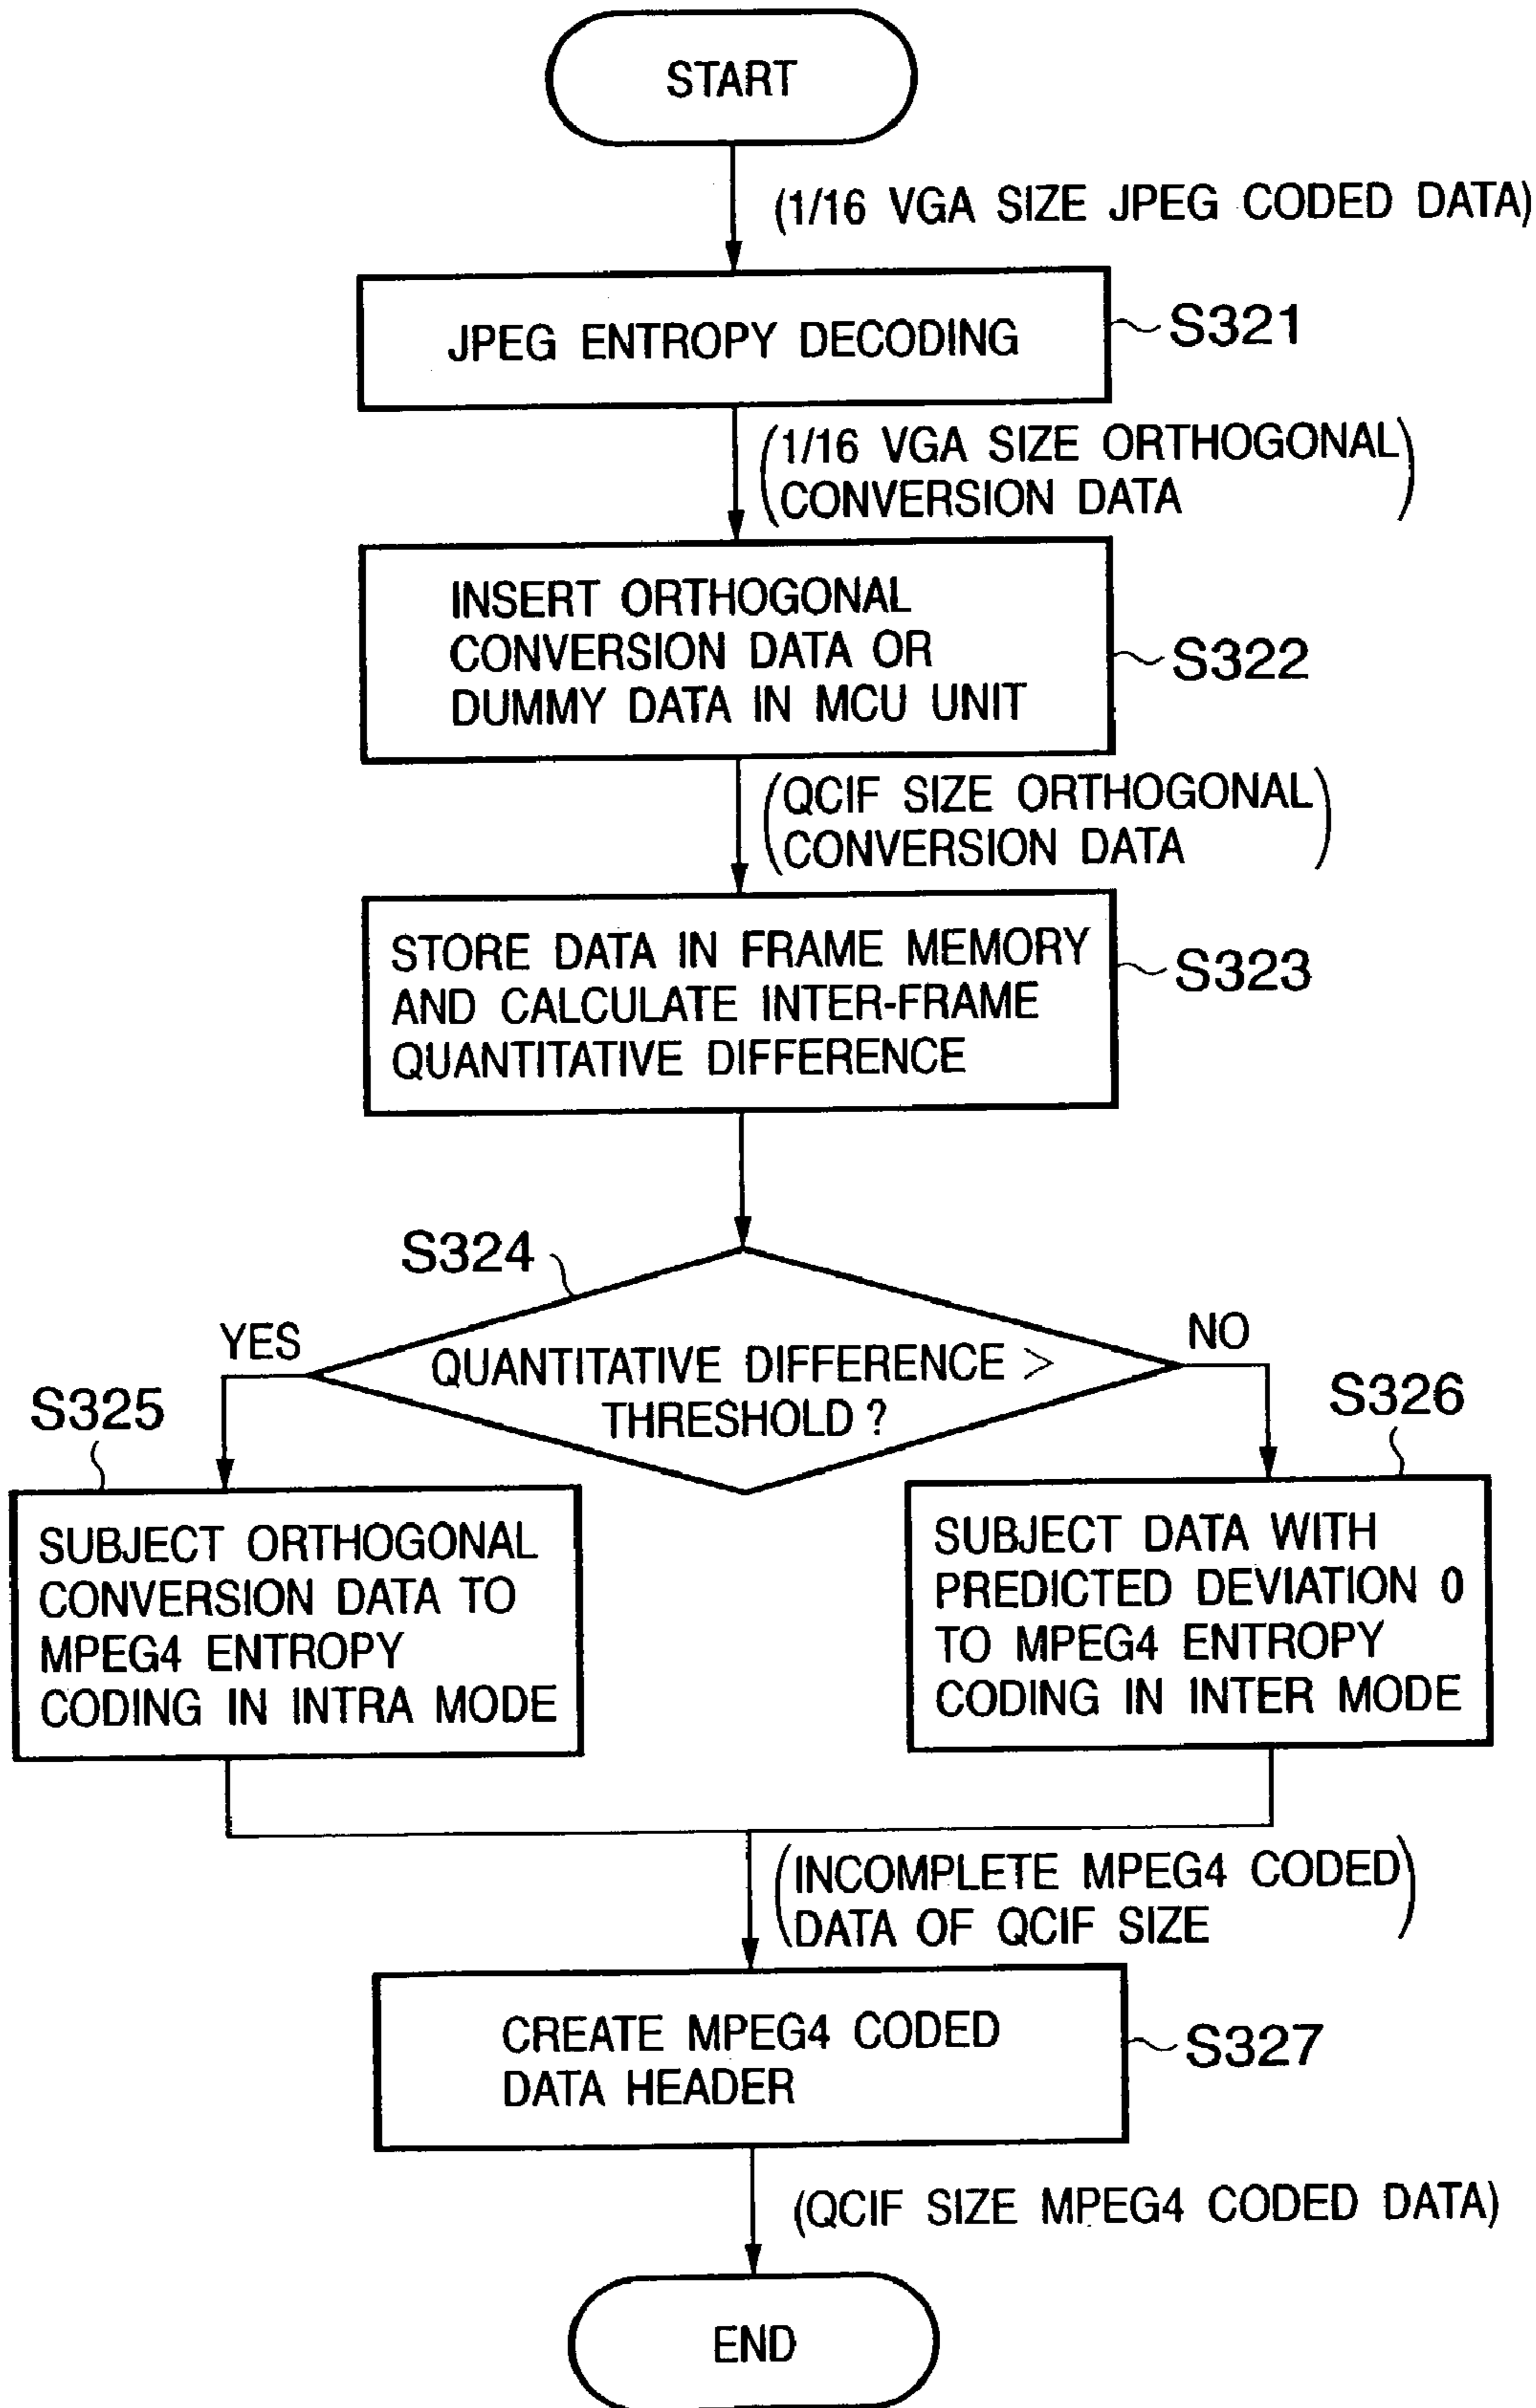 START
(1/16 VGA SIZE JPEG CODED DATA)
JPEG ENTROPY DECODING
S321
(1/16 VGA SIZE ORTHOGONAL
CONVERSION DATA)
INSERT ORTHOGONAL
CONVERSION DATA OR
DUMMY DATA IN MCU UNIT
S322
(QCIF SIZE ORTHOGONAL
CONVERSION DATA)
STORE DATA IN FRAME MEMORY
AND CALCULATE INTER-FRAME
QUANTITATIVE DIFFERENCE
S323
S324
YES
QUANTITATIVE DIFFERENCE >
THRESHOLD?
NO
S325
SUBJECT ORTHOGONAL
CONVERSION DATA TO
MPEG4 ENTROPY
CODING IN INTRA MODE
S326
SUBJECT DATA WITH
PREDICTED DEVIATION 0
TO MPEG4 ENTROPY
CODING IN INTER MODE
(INCOMPLETE MPEG4 CODED
DATA OF QCIF SIZE)
CREATE MPEG4 CODED
DATA HEADER
S327
(QCIF SIZE MPEG4 CODED DATA)
END